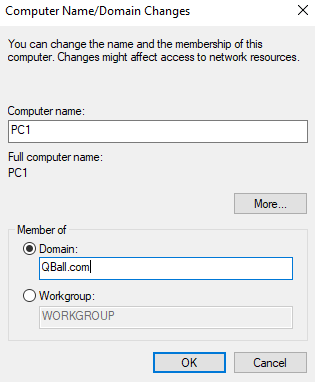 Computer Name/Domain Changes
You can change the name and the membership of this
computer. Changes might affect access to network resources.
Computer name:
PC1
Full computer name:
PC1
More...
Member of
Domain:
QBall.com
Workgroup:
WORKGROUP
OK
Cancel